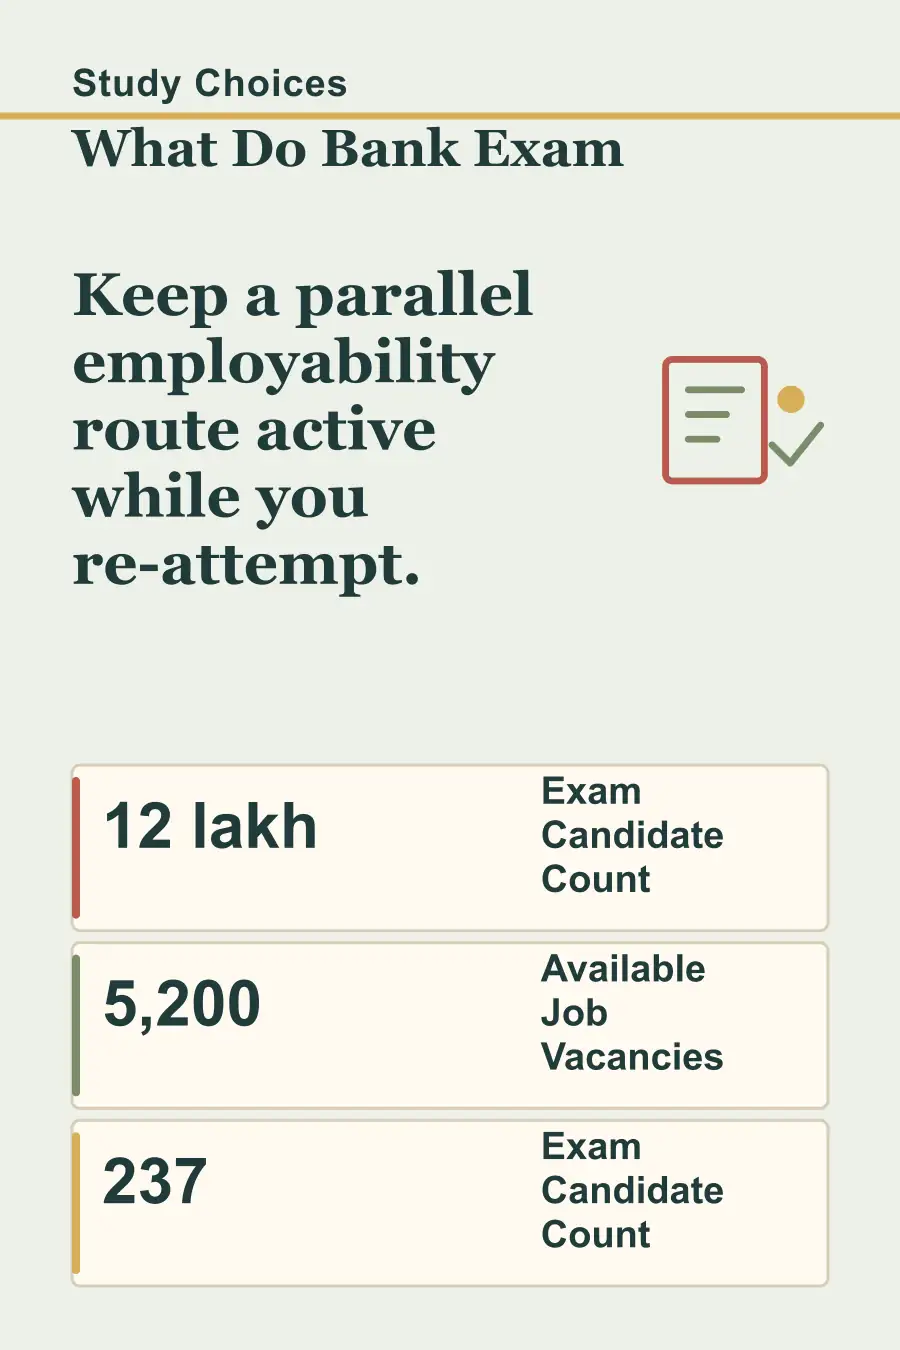 Study Choices
What Do Bank Exam
Keep a parallel
employability
route active
while you
re-attempt.
12 lakh
Exam
Candidate
Count
5,200
Available
Job
Vacancies
237
Exam
Candidate
Count